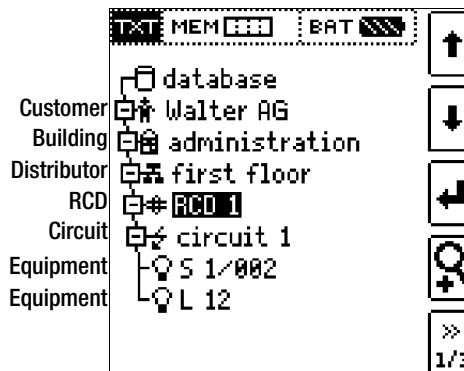 TXT MEM BAT
database
Customer Walter AG
Building administration
Distributor first floor
RCD RCD 1
Circuit circuit 1
Equipment S 1/002
Equipment L 12
>>
1/3